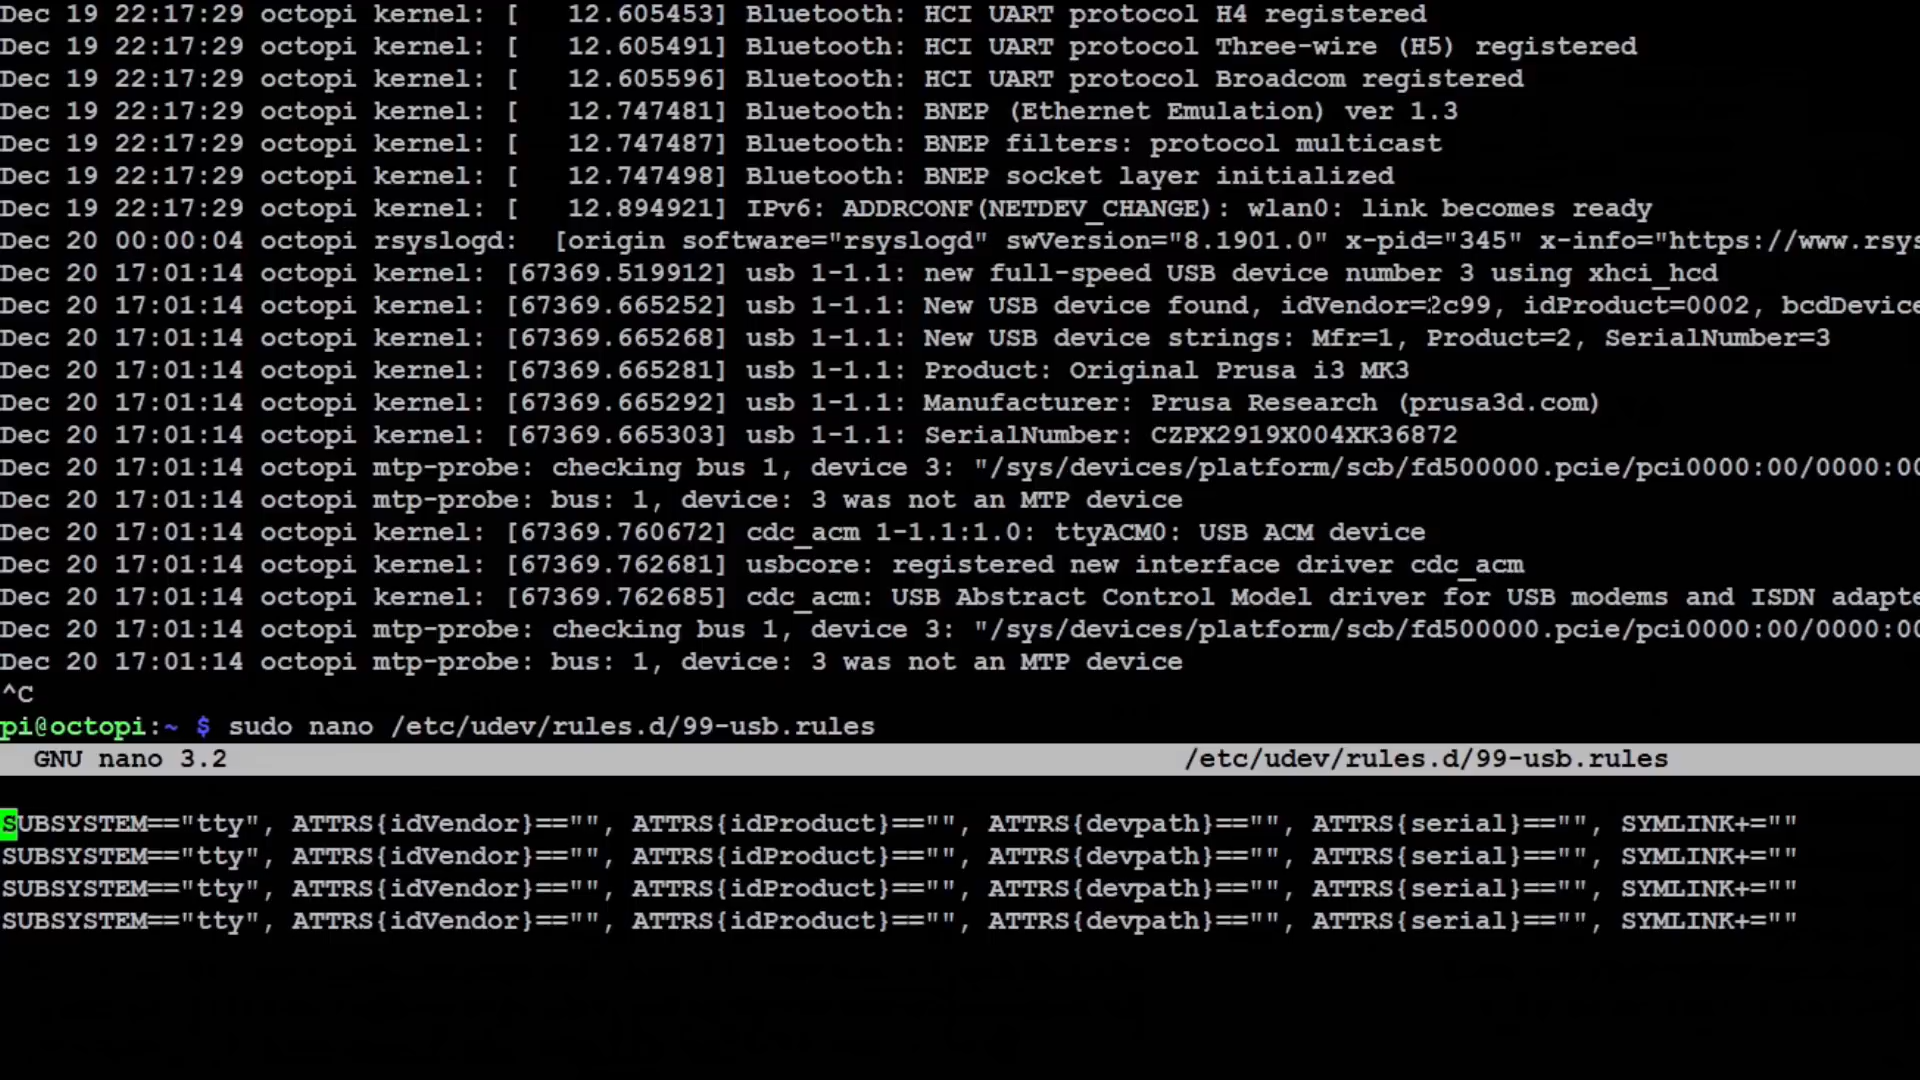 Dec 19 22:17:29 octopi kernel: [   12.605453] Bluetooth: HCI UART protocol H4 registered
Dec 19 22:17:29 octopi kernel: [   12.605491] Bluetooth: HCI UART protocol Three-wire (H5) registered
Dec 19 22:17:29 octopi kernel: [   12.605596] Bluetooth: HCI UART protocol Broadcom registered
Dec 19 22:17:29 octopi kernel: [   12.747481] Bluetooth: BNEP (Ethernet Emulation) ver 1.3
Dec 19 22:17:29 octopi kernel: [   12.747487] Bluetooth: BNEP filters: protocol multicast
Dec 19 22:17:29 octopi kernel: [   12.747498] Bluetooth: BNEP socket layer initialized
Dec 19 22:17:29 octopi kernel: [   12.894921] IPv6: ADDRCONF(NETDEV_CHANGE): wlan0: link becomes ready
Dec 20 00:00:04 octopi rsyslogd:  [origin software="rsyslogd" swVersion="8.1901.0" x-pid="345" x-info="https://www.rsys
Dec 20 17:01:14 octopi kernel: [67369.519912] usb 1-1.1: new full-speed USB device number 3 using xhci_hcd
Dec 20 17:01:14 octopi kernel: [67369.665252] usb 1-1.1: New USB device found, idVendor=2c99, idProduct=0002, bcdDevice
Dec 20 17:01:14 octopi kernel: [67369.665268] usb 1-1.1: New USB device strings: Mfr=1, Product=2, SerialNumber=3
Dec 20 17:01:14 octopi kernel: [67369.665281] usb 1-1.1: Product: Original Prusa i3 MK3
Dec 20 17:01:14 octopi kernel: [67369.665292] usb 1-1.1: Manufacturer: Prusa Research (prusa3d.com)
Dec 20 17:01:14 octopi kernel: [67369.665303] usb 1-1.1: SerialNumber: CZPX2919X004XK36872
Dec 20 17:01:14 octopi mtp-probe: checking bus 1, device 3: "/sys/devices/platform/scb/fd500000.pcie/pci0000:00/0000:00
Dec 20 17:01:14 octopi mtp-probe: bus: 1, device: 3 was not an MTP device
Dec 20 17:01:14 octopi kernel: [67369.760672] cdc_acm 1-1.1:1.0: ttyACM0: USB ACM device
Dec 20 17:01:14 octopi kernel: [67369.762681] usbcore: registered new interface driver cdc_acm
Dec 20 17:01:14 octopi kernel: [67369.762685] cdc_acm: USB Abstract Control Model driver for USB modems and ISDN adapte
Dec 20 17:01:14 octopi mtp-probe: checking bus 1, device 3: "/sys/devices/platform/scb/fd500000.pcie/pci0000:00/0000:00
Dec 20 17:01:14 octopi mtp-probe: bus: 1, device: 3 was not an MTP device
^C
pi@octopi:~ $ sudo nano /etc/udev/rules.d/99-usb.rules
GNU nano 3.2 /etc/udev/rules.d/99-usb.rules
SUBSYSTEM=="tty", ATTRS{idVendor}=="", ATTRS{idProduct}=="", ATTRS{devpath}=="", ATTRS{serial}=="", SYMLINK+=""
SUBSYSTEM=="tty", ATTRS{idVendor}=="", ATTRS{idProduct}=="", ATTRS{devpath}=="", ATTRS{serial}=="", SYMLINK+=""
SUBSYSTEM=="tty", ATTRS{idVendor}=="", ATTRS{idProduct}=="", ATTRS{devpath}=="", ATTRS{serial}=="", SYMLINK+=""
SUBSYSTEM=="tty", ATTRS{idVendor}=="", ATTRS{idProduct}=="", ATTRS{devpath}=="", ATTRS{serial}=="", SYMLINK+=""